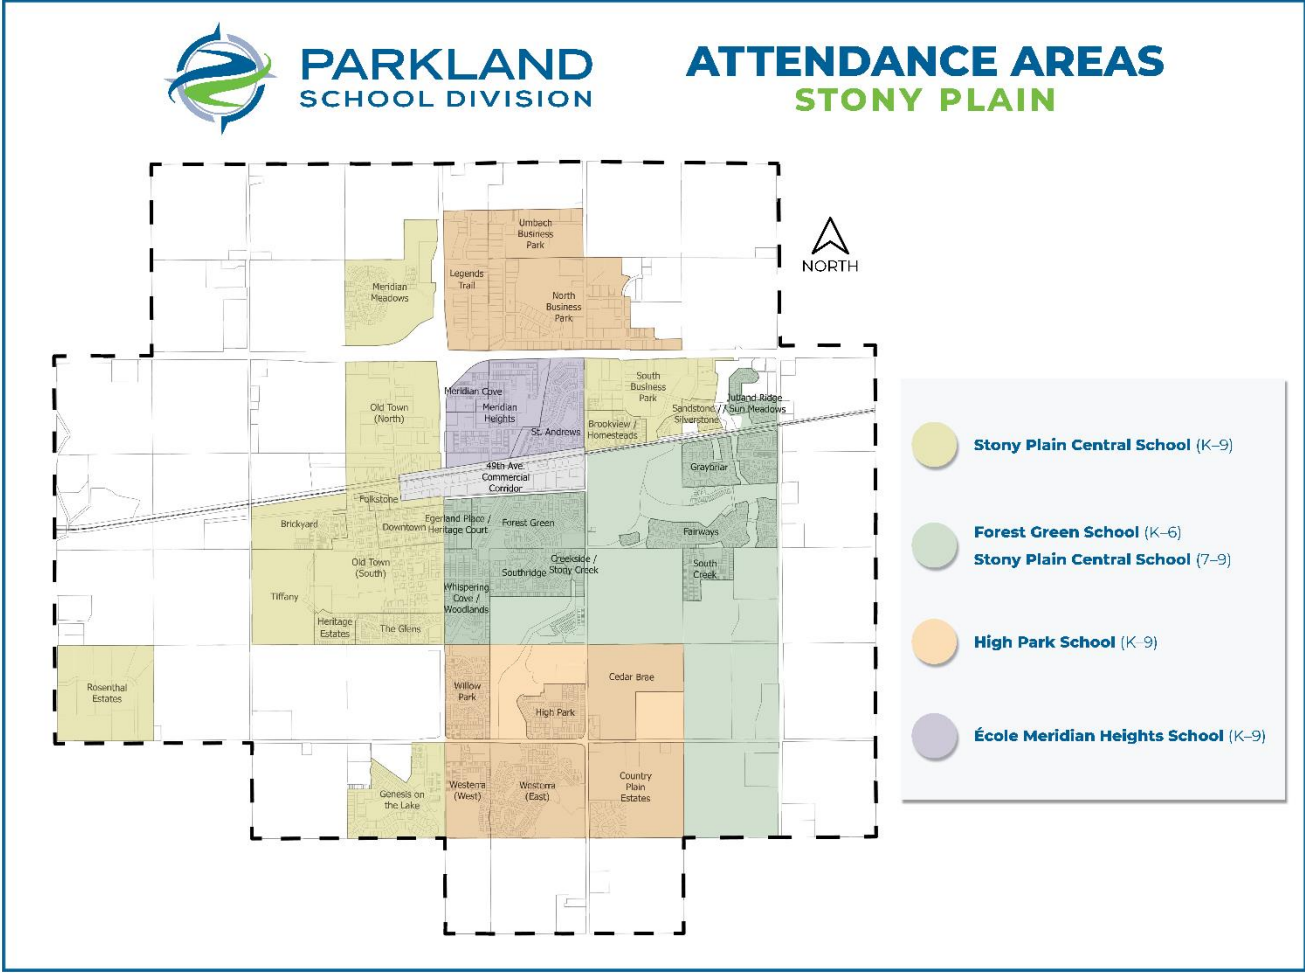 PARKLAND
SCHOOL DIVISION
ATTENDANCE AREAS
STONY PLAIN
NORTH
Umbach
Business
Park
Legends
Trail
Meridian
Meadows
North
Business
Park
Meridian Cove
Meridian
Heights
St. Andrews
Old Town
(North)
South
Business
Park
Sandstone /
Silverstone
Jutland Ridge
/ Sun Meadows
Brookview /
Homesteads
49th Ave.
Commercial
Corridor
Graybriar
Folkstone
Brickyard
Downtown
Egerland Place /
Heritage Court
Forest Green
Fairways
Old Town
(South)
Southridge
Creekside /
Stony Creek
South
Creek
Tiffany
Whispering
Cove /
Woodlands
Heritage
Estates
The Glens
Rosenthal
Estates
Willow
Park
High Park
Cedar Brae
Genesis on
the Lake
Westerra
(West)
Westerra
(East)
Country
Plain
Estates
Stony Plain Central School (K–9)
Forest Green School (K–6)
Stony Plain Central School (7–9)
High Park School (K–9)
École Meridian Heights School (K–9)